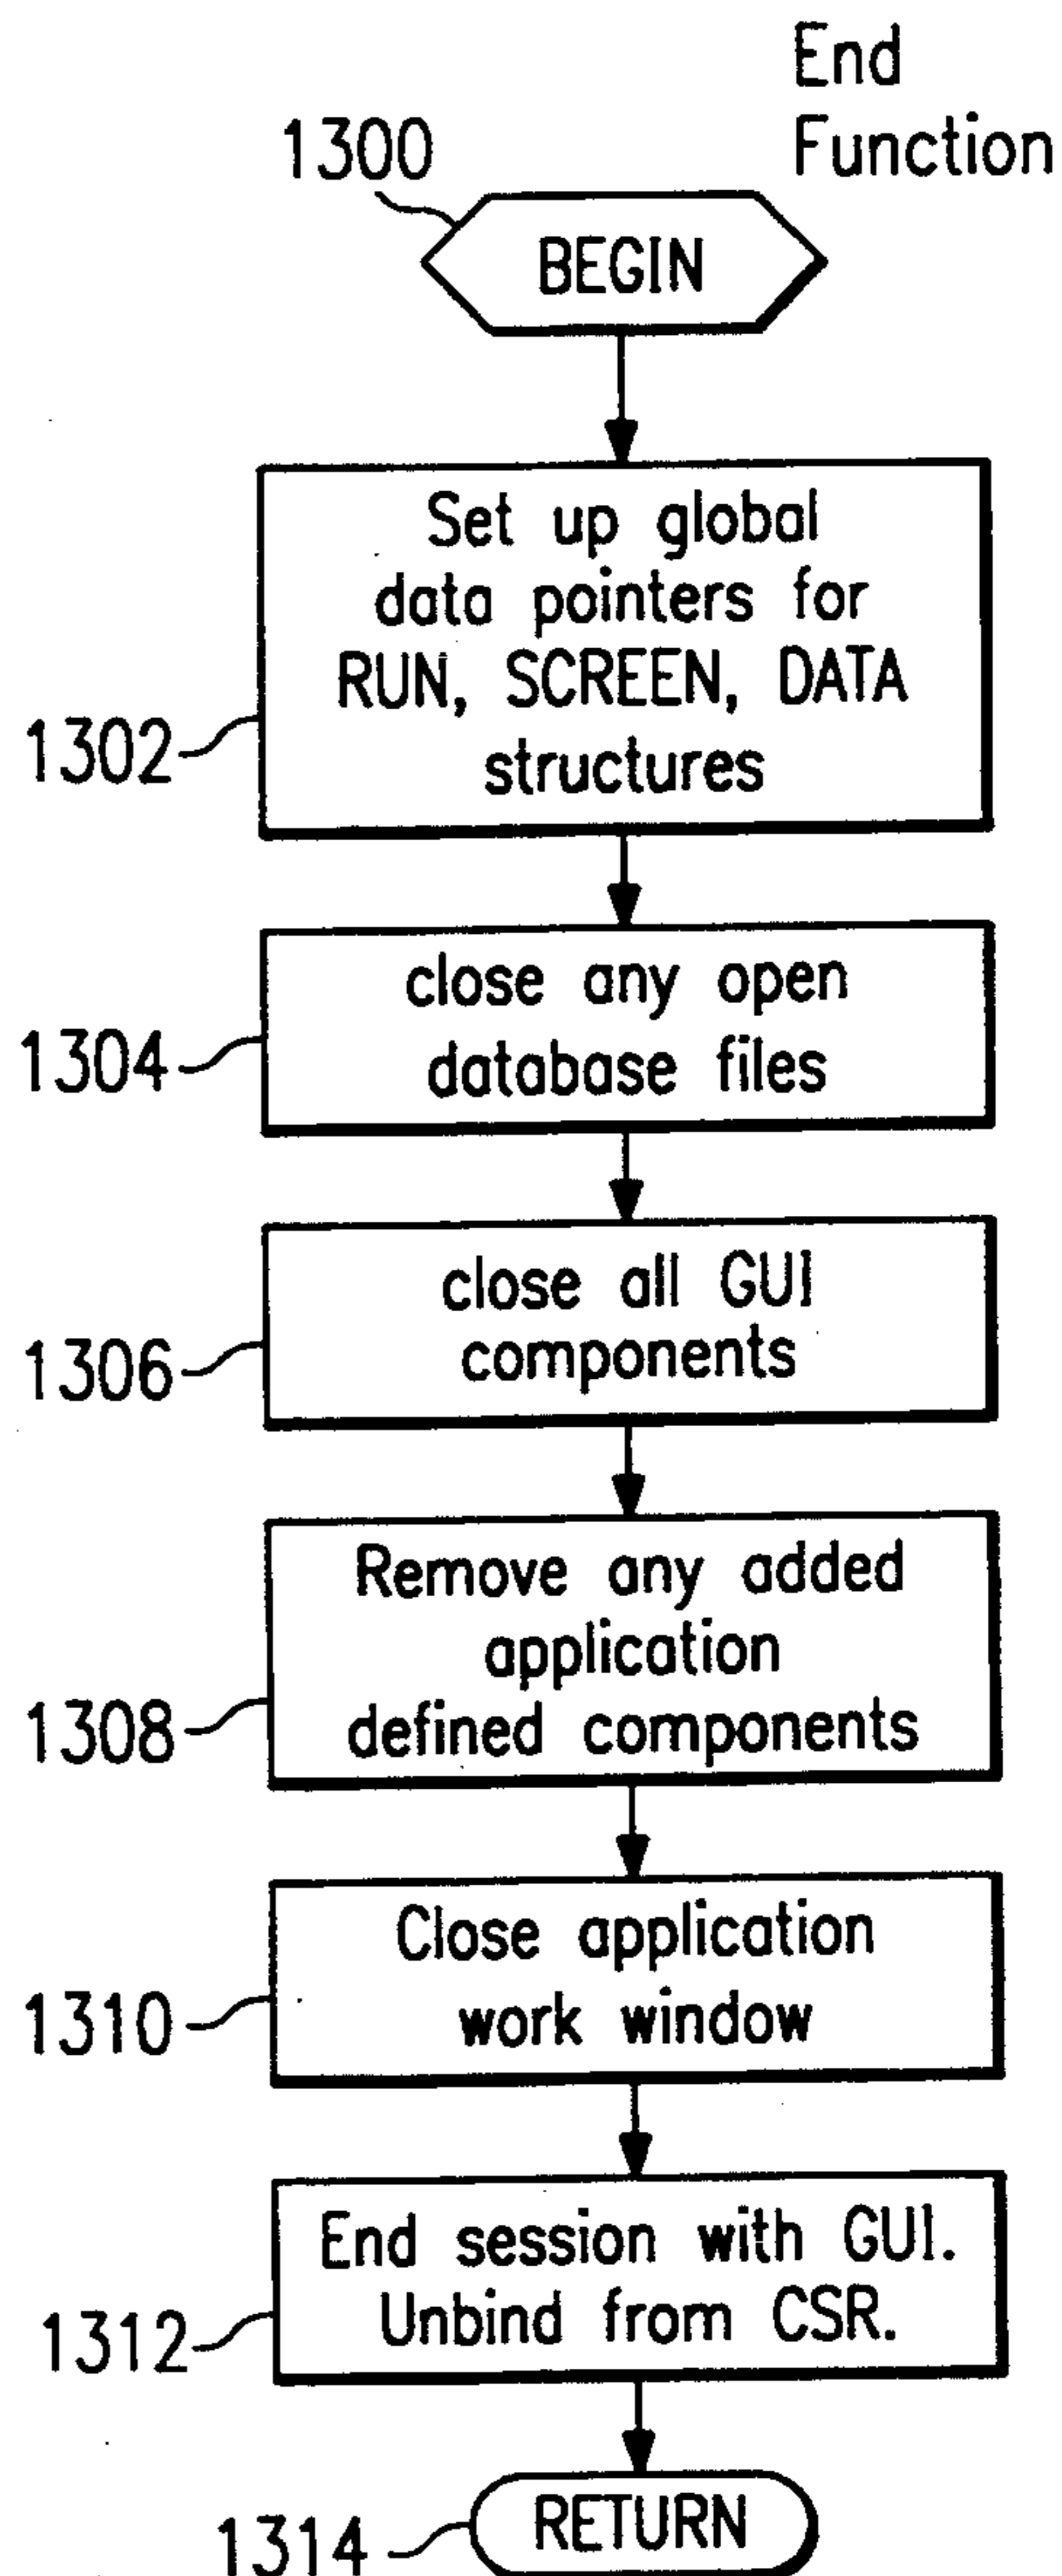 End
Function
1300
BEGIN
Set up global
data pointers for
RUN, SCREEN, DATA
structures
1302
close any open
database files
1304
close all GUI
components
1306
Remove any added
application
defined components
1308
Close application
work window
1310
End session with GUI.
Unbind from CSR.
1312
RETURN
1314